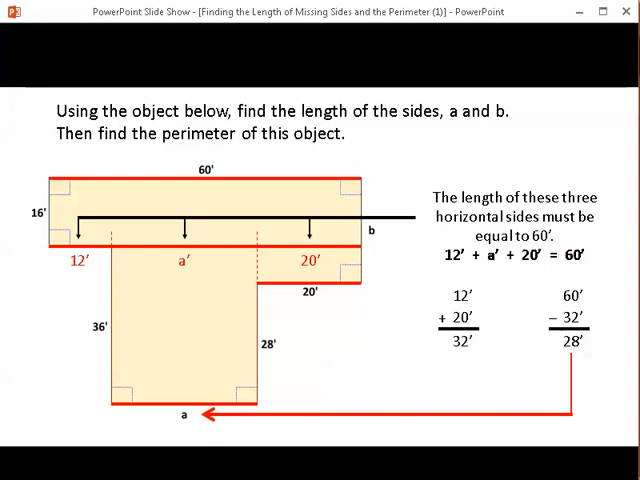 PowerPoint Slide Show - [Finding the Length of Missing Sides and the Perimeter (1)] - PowerPoint
Using the object below, find the length of the sides, a and b.
Then find the perimeter of this object.
60'
16'
b
12’ a’ 20’
20'
36'
28'
a
The length of these three
horizontal sides must be
equal to 60’.
12’ + a’ + 20’ = 60’
12’ 60’
+ 20’ – 32’
32’ 28’